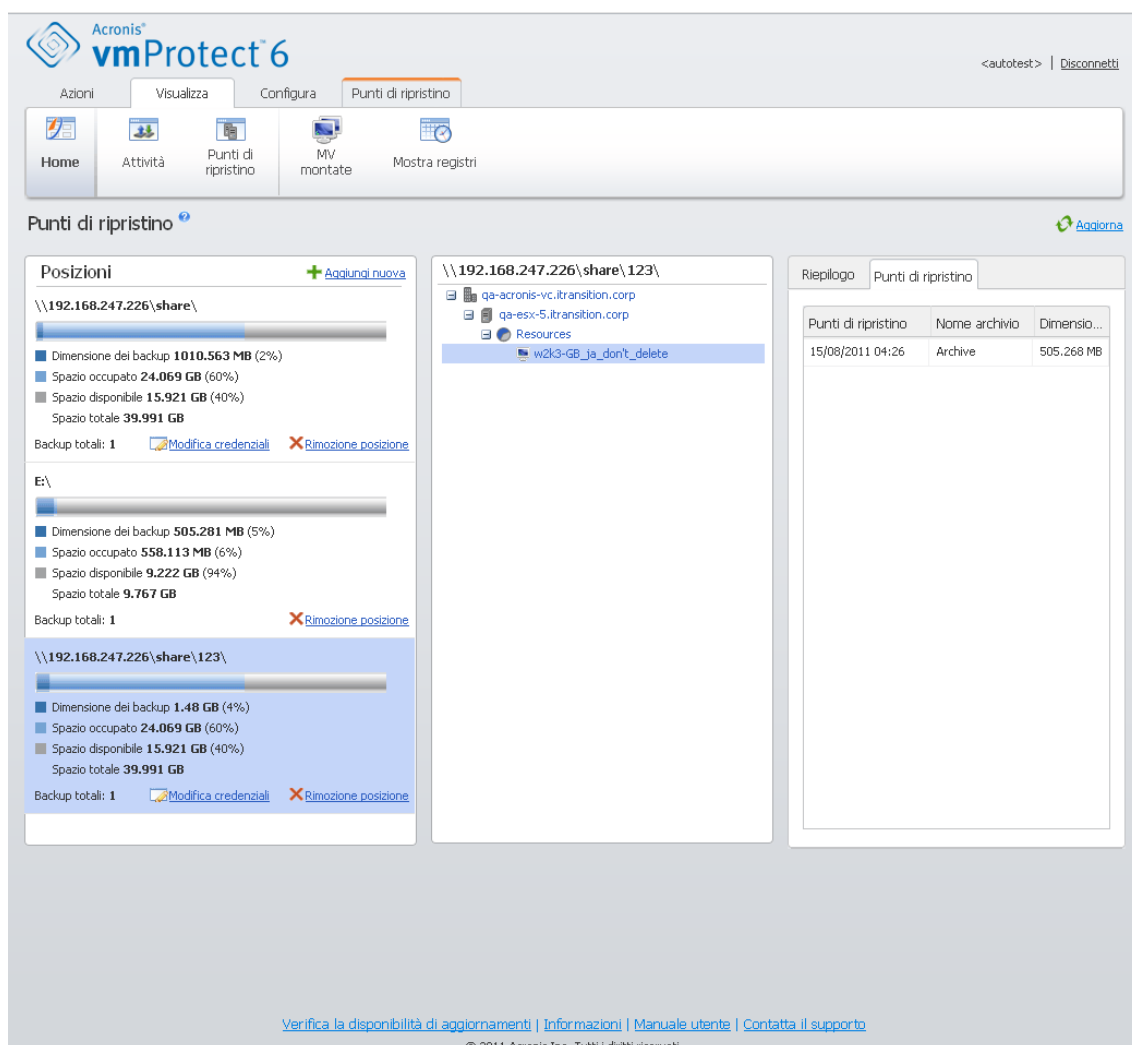 Acronis®
vmProtect™ 6
<autotest> | Disconnetti
Azioni
Visualizza
Configura
Punti di ripristino
Home
Attività
Punti di
ripristino
MV
montate
Mostra registri
Punti di ripristino ?
Aggiorna
Posizioni
Aggiungi nuova
\\192.168.247.226\share\
Dimensione dei backup 1010.563 MB (2%)
Spazio occupato 24.069 GB (60%)
Spazio disponibile 15.921 GB (40%)
Spazio totale 39.991 GB
Backup totali: 1 Modifica credenziali Rimozione posizione
E:\
Dimensione dei backup 505.281 MB (5%)
Spazio occupato 558.113 MB (6%)
Spazio disponibile 9.222 GB (94%)
Spazio totale 9.767 GB
Backup totali: 1 Rimozione posizione
\\192.168.247.226\share\123\
Dimensione dei backup 1.48 GB (4%)
Spazio occupato 24.069 GB (60%)
Spazio disponibile 15.921 GB (40%)
Spazio totale 39.991 GB
Backup totali: 1 Modifica credenziali Rimozione posizione
\\192.168.247.226\share\123\
qa-acronis-vc.itransition.corp
qa-esx-5.itransition.corp
Resources
w2k3-GB_ja_don't_delete
Riepilogo
Punti di ripristino
Punti di ripristino Nome archivio Dimensio...
15/08/2011 04:26 Archive 505.268 MB
Verifica la disponibilità di aggiornamenti | Informazioni | Manuale utente | Contatta il supporto
© 2011 Acronis Inc. Tutti i diritti riservati